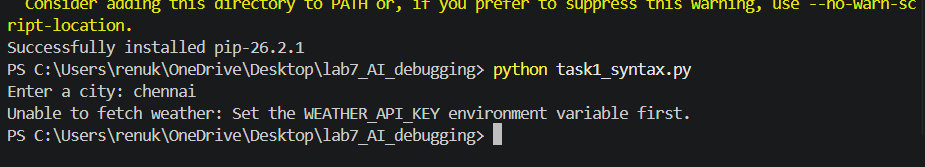 Consider adding this directory to PATH or, if you prefer to suppress this warning, use --no-warn-sc
ript-location.
Successfully installed pip-26.2.1
PS C:\Users\renuk\OneDrive\Desktop\lab7_AI_debugging> python task1_syntax.py
Enter a city: chennai
Unable to fetch weather: Set the WEATHER_API_KEY environment variable first.
PS C:\Users\renuk\OneDrive\Desktop\lab7_AI_debugging>